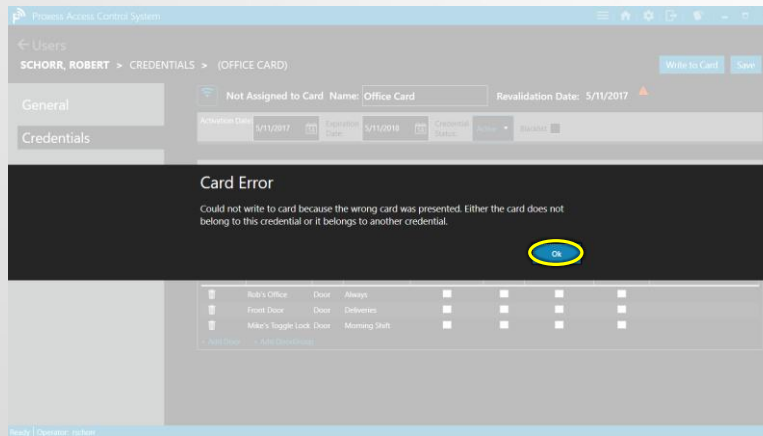 Proxess Access Control System
Users
SCHORR, ROBERT > CREDENTIALS > (OFFICE CARD)
Write to Card Save
General
Credentials
Not Assigned to Card Name: Office Card Revalidation Date: 5/11/2017
Activation Date: 5/11/2017 Expiration Date: 5/11/2018 Credential Status: Active Blacklist
Card Error
Could not write to card because the wrong card was presented. Either the card does not
belong to this credential or it belongs to another credential.
Ok
Rob's Office Door Always
Front Door Door Deliveries
Mike's Toggle Lock Door Morning Shift
+ Add Door + Add Door Group
Ready Operator: rschorr